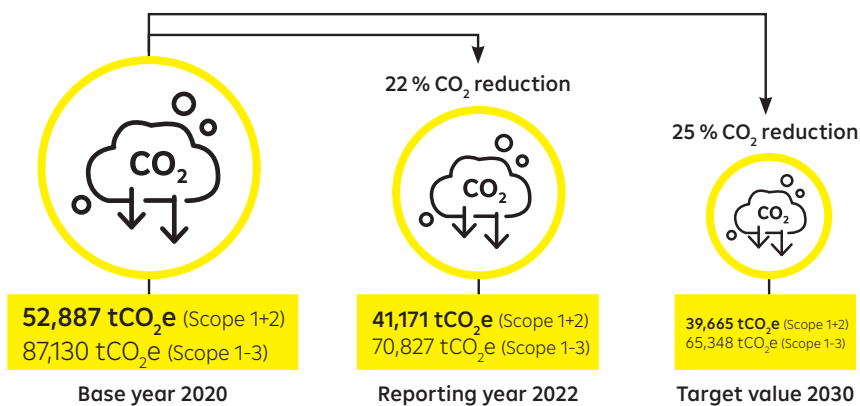 22 % CO₂ reduction
25 % CO₂ reduction
CO₂
CO₂
CO₂
52,887 tCO₂e (Scope 1+2)
87,130 tCO₂e (Scope 1-3)
Base year 2020
41,171 tCO₂e (Scope 1+2)
70,827 tCO₂e (Scope 1-3)
Reporting year 2022
39,665 tCO₂e (Scope 1+2)
65,348 tCO₂e (Scope 1-3)
Target value 2030